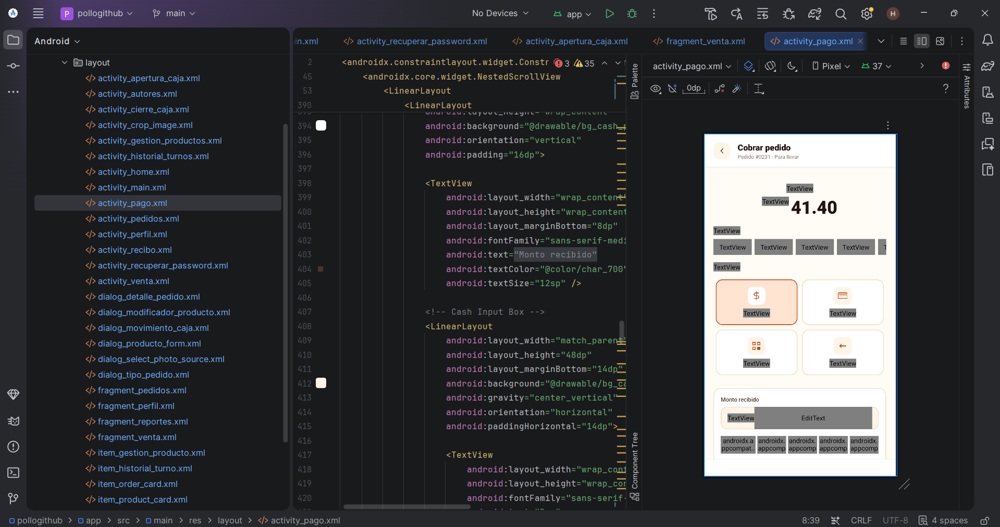 P pollogithub
main
No Devices
app
H
Android
in.xml
</> activity_recuperar_password.xml
</> activity_apertura_caja.xml
</> fragment_venta.xml
</> activity_pago.xml
layout
</> activity_apertura_caja.xml
</> activity_autores.xml
</> activity_cierre_caja.xml
</> activity_crop_image.xml
</> activity_gestion_productos.xml
</> activity_historial_turnos.xml
</> activity_home.xml
</> activity_main.xml
</> activity_pago.xml
</> activity_pedidos.xml
</> activity_perfil.xml
</> activity_recibo.xml
</> activity_recuperar_password.xml
</> activity_venta.xml
</> dialog_detalle_pedido.xml
</> dialog_modificador_producto.xml
</> dialog_movimiento_caja.xml
</> dialog_producto_form.xml
</> dialog_select_photo_source.xml
</> dialog_tipo_pedido.xml
</> fragment_pedidos.xml
</> fragment_perfil.xml
</> fragment_reportes.xml
</> fragment_venta.xml
</> item_gestion_producto.xml
</> item_historial_turno.xml
</> item_order_card.xml
</> item_product_card.xml
2 <androidx.constraintlayout.widget.Constr
3 35
45 <androidx.core.widget.NestedScrollView
53 <LinearLayout
390 <LinearLayout
393 android:layout_height="wrap_content"
394 android:background="@drawable/bg_cash_
395 android:orientation="vertical"
396 android:padding="16dp">
397
398 <TextView
399 android:layout_width="wrap_content"
400 android:layout_height="wrap_content
401 android:layout_marginBottom="8dp"
402 android:fontFamily="sans-serif-medi
403 android:text="Monto recibido"
404 android:textColor="@color/char_700"
405 android:textSize="12sp" />
406
407 <!-- Cash Input Box -->
408 <LinearLayout
409 android:layout_width="match_parent"
410 android:layout_height="48dp"
411 android:layout_marginBottom="14dp"
412 android:background="@drawable/bg_ca
413 android:gravity="center_vertical"
414 android:orientation="horizontal"
415 android:paddingHorizontal="14dp">
416
417 <TextView
418 android:layout_width="wrap_cont
419 android:layout_height="wrap_con
420 android:fontFamily="sans-serif-
Palette
Component Tree
activity_pago.xml
Pixel
37
0dp
?
Attributes
Cobrar pedido
Pedido #0231 · Para llevar
TextView
TextView 41.40
TextView
TextView TextView TextView TextView T
TextView
$
TextView TextView
TextView TextView
Monto recibido
TextView EditText
androidx.a androidx. androidx. androidx. androidx.
ppcompat.. appcomp appcomp appcomp appcomp
pollogithub > app > src > main > res > layout > </> activity_pago.xml
8:39
CRLF
UTF-8
4 spaces